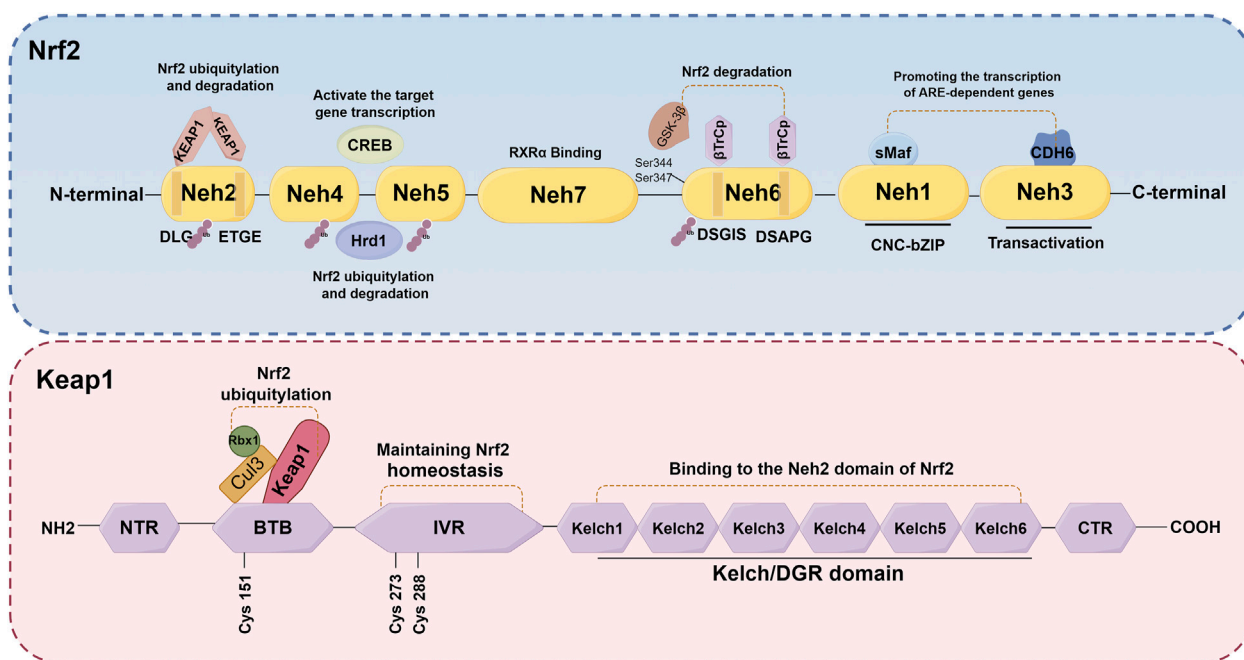 Nrf2
Nrf2 ubiquitylation
and degradation
KEAP1
KEAP1
Activate the target
gene transcription
CREB
RXRα Binding
Nrf2 degradation
GSK-3β
βTrCp
βTrCp
Ser344
Ser347
Promoting the transcription
of ARE-dependent genes
sMaf
CDH6
N-terminal
Neh2
Neh4
Neh5
Neh7
Neh6
Neh1
Neh3
C-terminal
DLG
Ub
ETGE
Ub
Hrd1
Ub
Ub
DSGIS
DSAPG
CNC-bZIP
Transactivation
Nrf2 ubiquitylation
and degradation
Keap1
Nrf2
ubiquitylation
Rbx1
Cul3
Keap1
Maintaining Nrf2
homeostasis
Binding to the Neh2 domain of Nrf2
NH2
NTR
BTB
IVR
Kelch1
Kelch2
Kelch3
Kelch4
Kelch5
Kelch6
CTR
COOH
Cys 151
Cys 273
Cys 288
Kelch/DGR domain